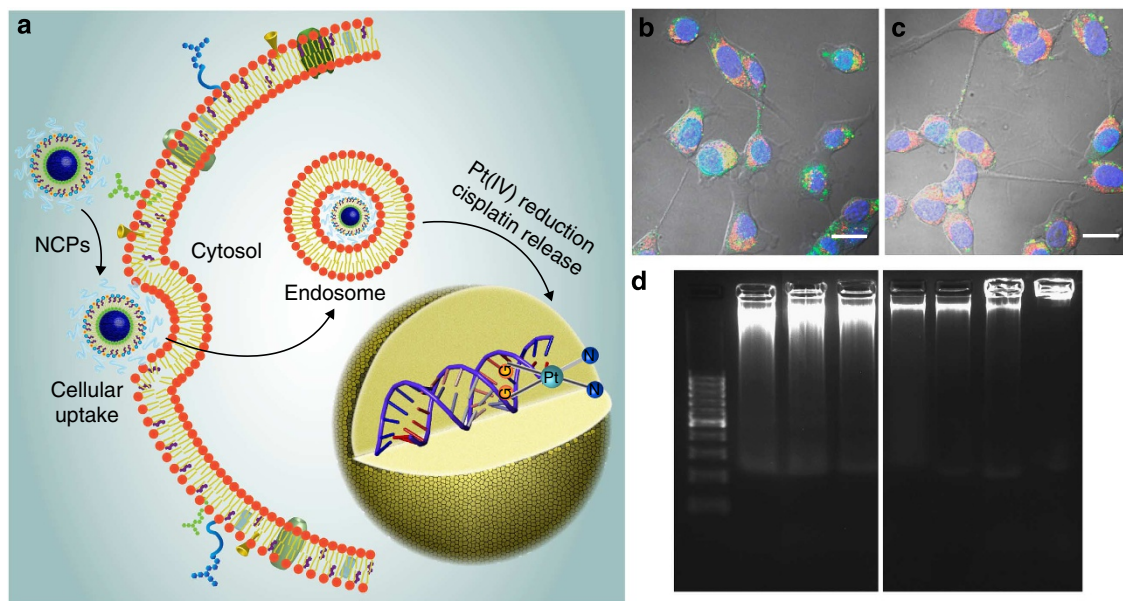 a
b
c
d
NCPs
Cytosol
Cellular
uptake
Endosome
Pt(IV) reduction
cisplatin release
G
G
Pt
N
N